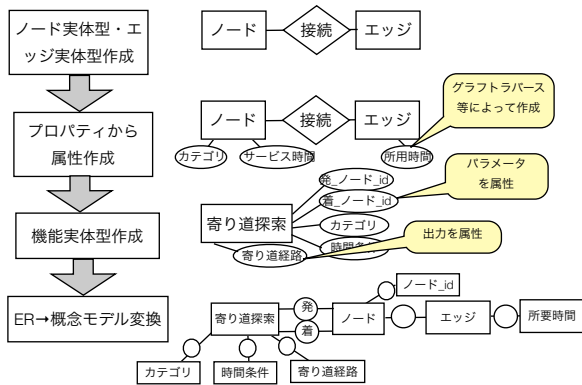 ノード実体型・エ
ッジ実体型作成
ノード
接続
エッジ
グラフトラバース
等によって作成
プロパティから
属性作成
ノード
接続
エッジ
カテゴリ
サービス時間
所用時間
パラメータ
を属性
発_ノード_id
着_ノード_id
機能実体型作成
寄り道探索
カテゴリ
出力を属性
時間条件
寄り道経路
ER→概念モデル変換
ノード_id
寄り道探索
発
着
ノード
エッジ
所要時間
カテゴリ
時間条件
寄り道経路